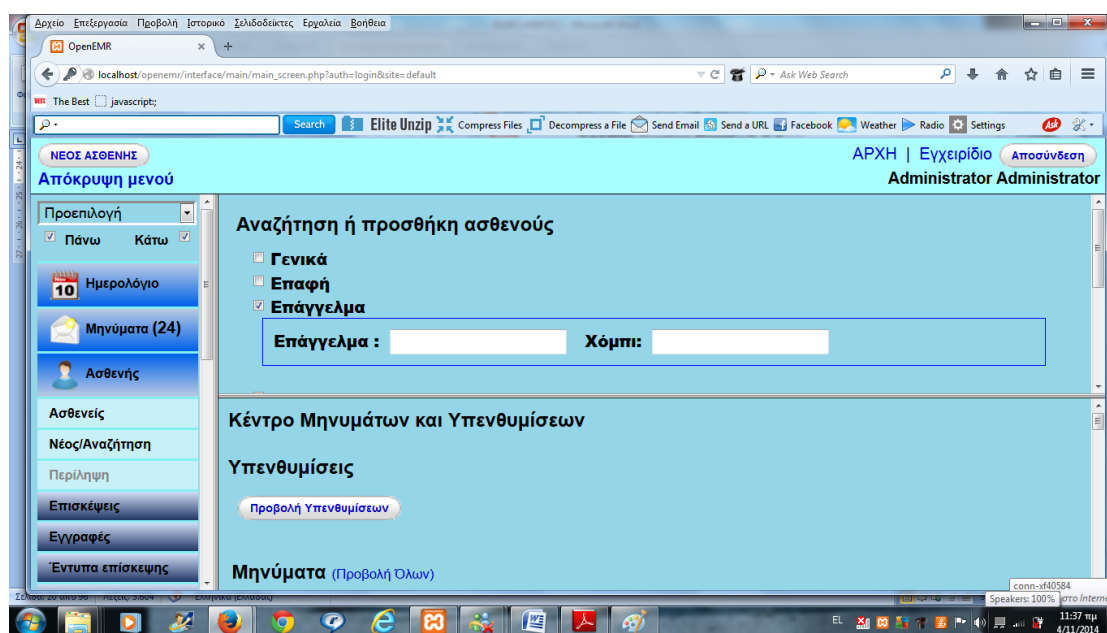 Αρχείο Επεξεργασία Προβολή Ιστορικό Σελιδοδείκτες Εργαλεία Βοήθεια
OpenEMR
localhost/openemr/interface/main/main_screen.php?auth=login&site=default
Ask Web Search
The Best javascript:;
Search Elite Unzip Compress Files Decompress a File Send Email Send a URL Facebook Weather Radio Settings Ask
ΝΕΟΣ ΑΣΘΕΝΗΣ
ΑΡΧΗ | Εγχειρίδιο Αποσύνδεση
Απόκρυψη μενού
Administrator Administrator
Προεπιλογή
Πάνω Κάτω
10 Ημερολόγιο
Μηνύματα (24)
Ασθενής
Ασθενείς
Νέος/Αναζήτηση
Περίληψη
Επισκέψεις
Εγγραφές
Έντυπα επίσκεψης
Αναζήτηση ή προσθήκη ασθενούς
Γενικά
Επαφή
Επάγγελμα
Επάγγελμα : Χόμπι:
Κέντρο Μηνυμάτων και Υπενθυμίσεων
Υπενθυμίσεις
Προβολή Υπενθυμίσεων
Μηνύματα (Προβολή Όλων)
conn-xf40584
Speakers: 100%
EL
11:37 πμ
4/11/2014